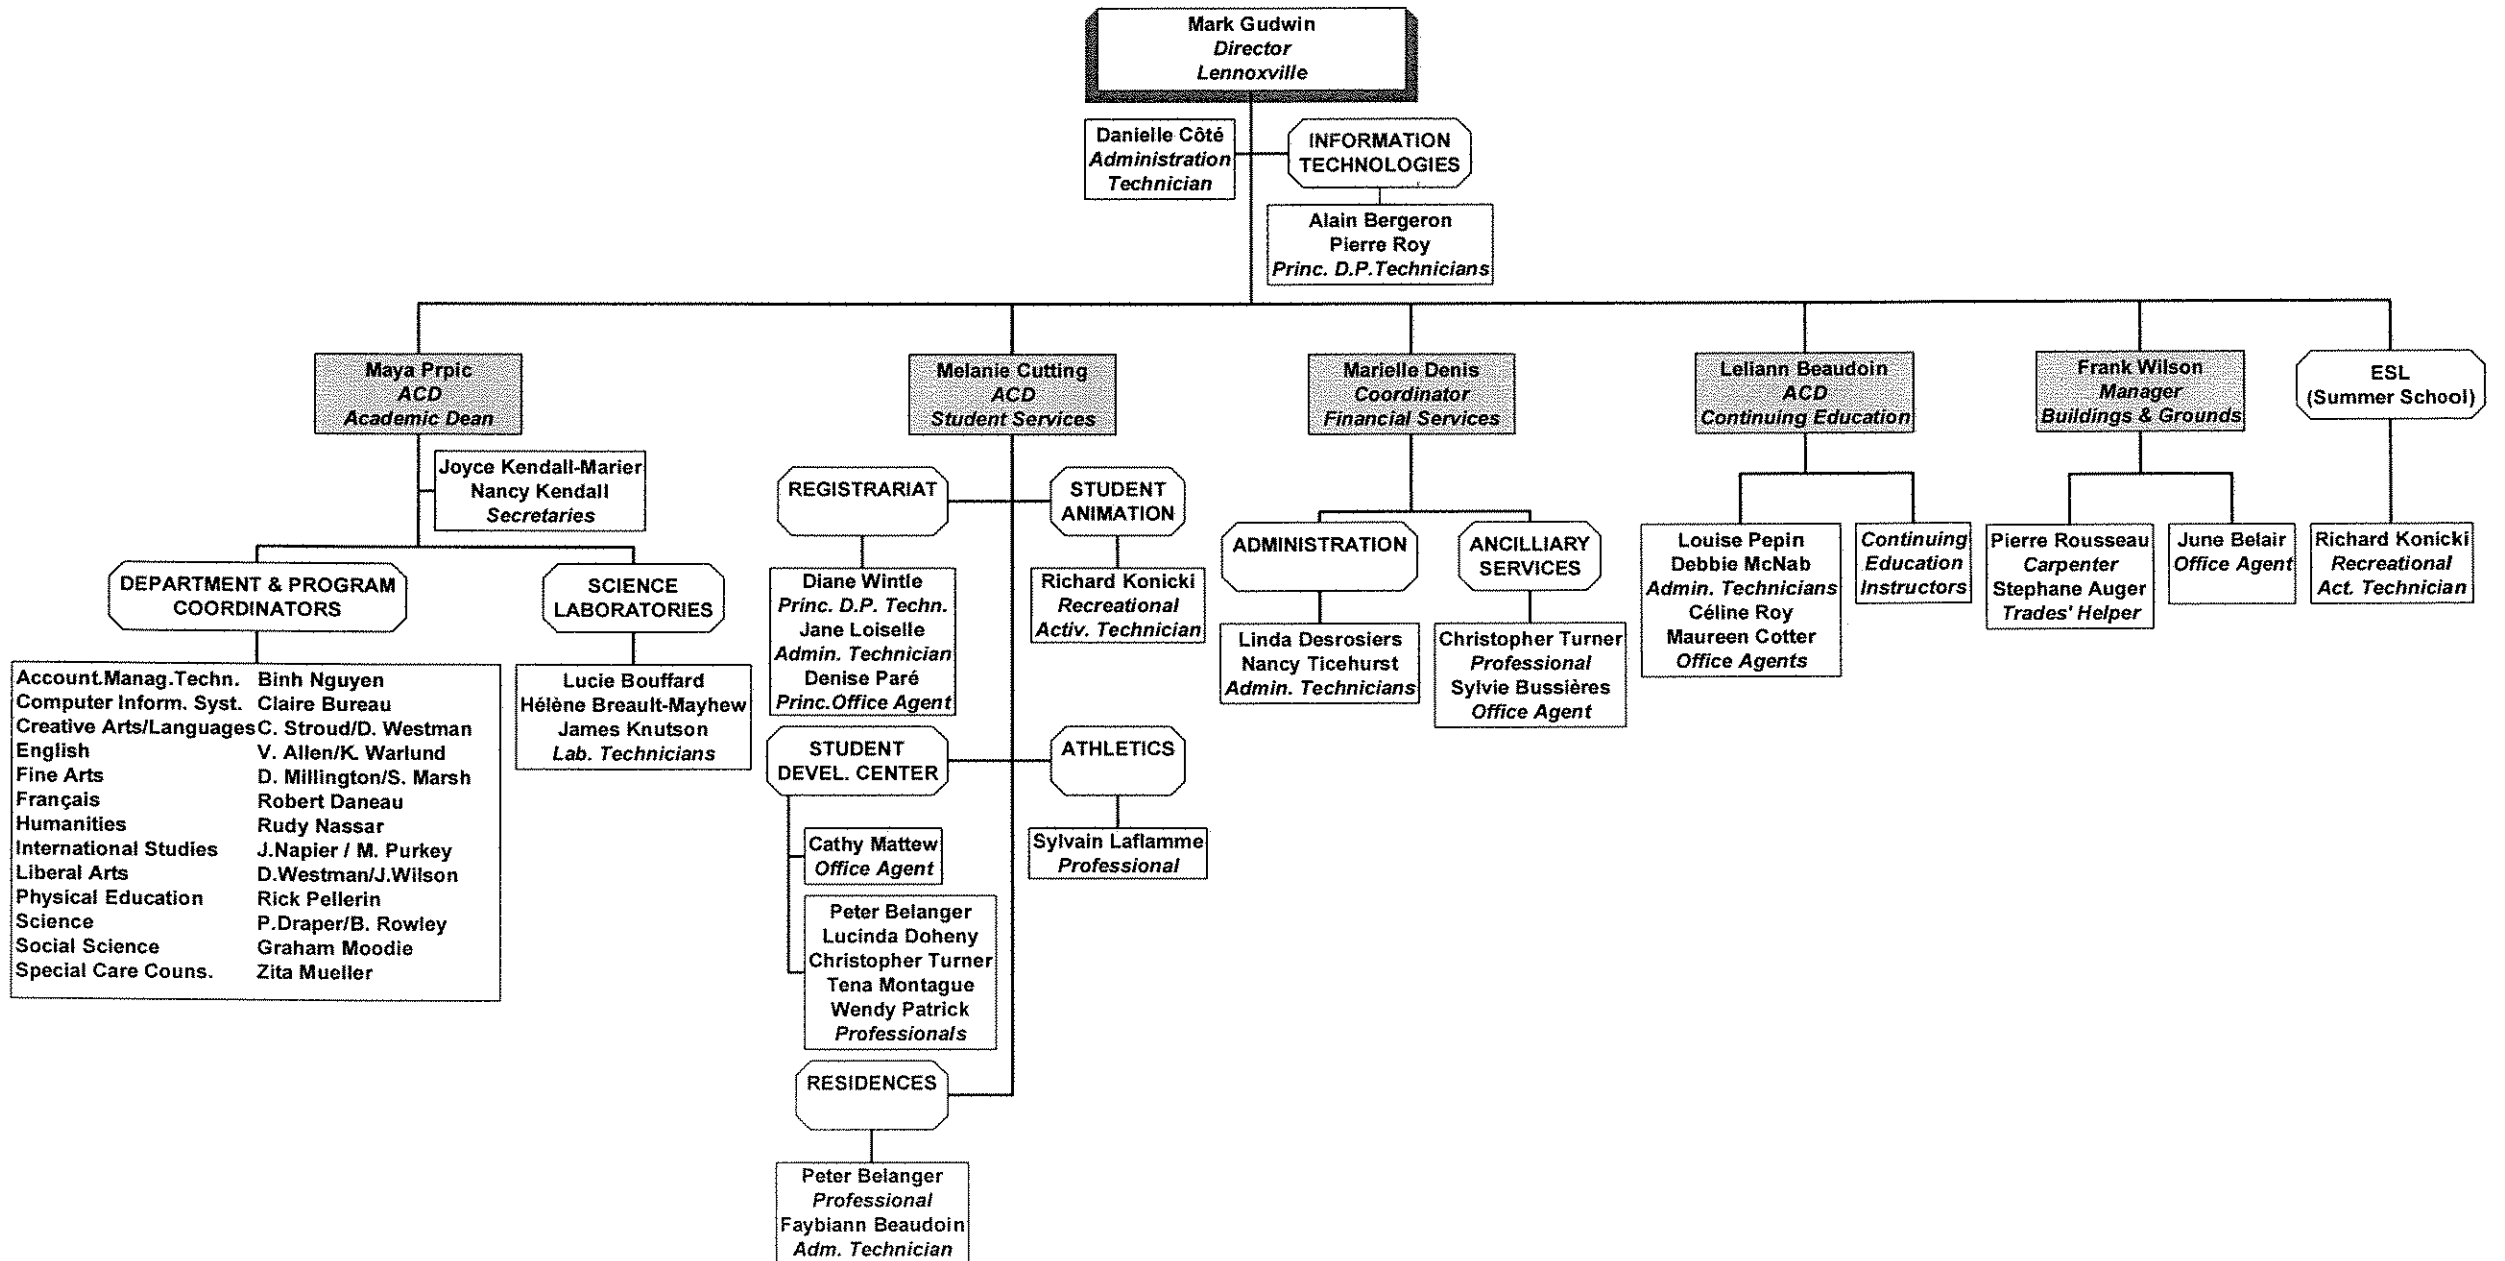 Mark Gudwin
Director
Lennoxville
Danielle Côté
Administration
Technician
INFORMATION
TECHNOLOGIES
Alain Bergeron
Pierre Roy
Princ. D.P.Technicians
Maya Prpic
ACD
Academic Dean
Melanie Cutting
ACD
Student Services
Marielle Denis
Coordinator
Financial Services
Leliann Beaudoin
ACD
Continuing Education
Frank Wilson
Manager
Buildings & Grounds
ESL
(Summer School)
Joyce Kendall-Marier
Nancy Kendall
Secretaries
DEPARTMENT & PROGRAM
COORDINATORS
SCIENCE
LABORATORIES
Account.Manag.Techn. Binh Nguyen
Computer Inform. Syst. Claire Bureau
Creative Arts/Languages C. Stroud/D. Westman
English V. Allen/K. Warlund
Fine Arts D. Millington/S. Marsh
Français Robert Daneau
Humanities Rudy Nassar
International Studies J.Napier / M. Purkey
Liberal Arts D.Westman/J.Wilson
Physical Education Rick Pellerin
Science P.Draper/B. Rowley
Social Science Graham Moodie
Special Care Couns. Zita Mueller
Lucie Bouffard
Hélène Breault-Mayhew
James Knutson
Lab. Technicians
REGISTRARIAT
STUDENT
ANIMATION
Diane Wintle
Princ. D.P. Techn.
Jane Loiselle
Admin. Technician
Denise Paré
Princ.Office Agent
Richard Konicki
Recreational
Activ. Technician
STUDENT
DEVEL. CENTER
ATHLETICS
Cathy Mattew
Office Agent
Sylvain Laflamme
Professional
Peter Belanger
Lucinda Doheny
Christopher Turner
Tena Montague
Wendy Patrick
Professionals
RESIDENCES
Peter Belanger
Professional
Faybiann Beaudoin
Adm. Technician
ADMINISTRATION
ANCILLIARY
SERVICES
Linda Desrosiers
Nancy Ticehurst
Admin. Technicians
Christopher Turner
Professional
Sylvie Bussières
Office Agent
Louise Pepin
Debbie McNab
Admin. Technicians
Céline Roy
Maureen Cotter
Office Agents
Continuing
Education
Instructors
Pierre Rousseau
Carpenter
Stephane Auger
Trades' Helper
June Belair
Office Agent
Richard Konicki
Recreational
Act. Technician